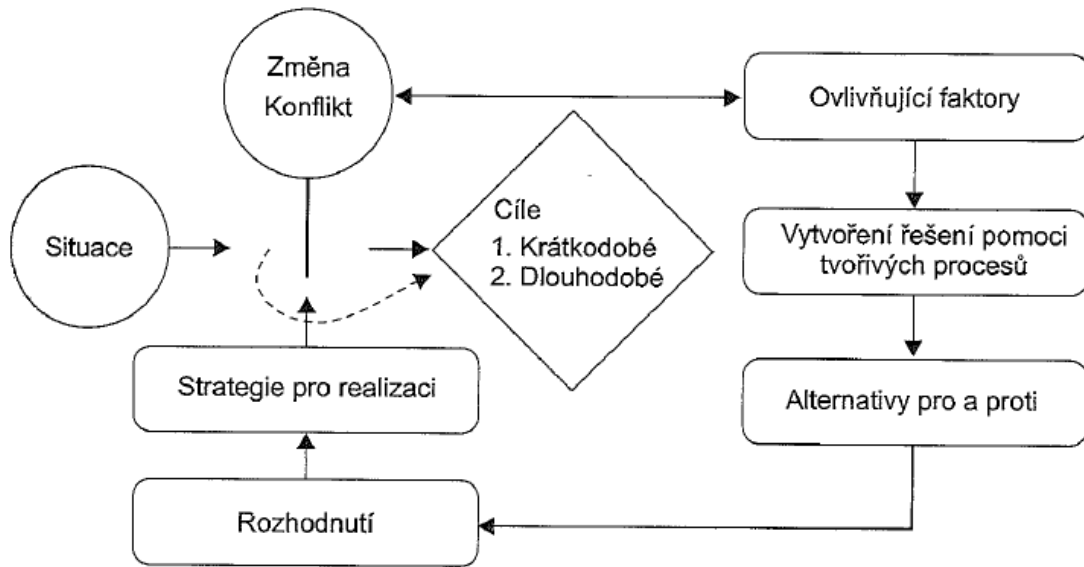 Změna
Konflikt
Ovlivňující faktory
Situace
Cíle
1. Krátkodobé
2. Dlouhodobé
Vytvoření řešení pomoci
tvořivých procesů
Strategie pro realizaci
Alternativy pro a proti
Rozhodnutí